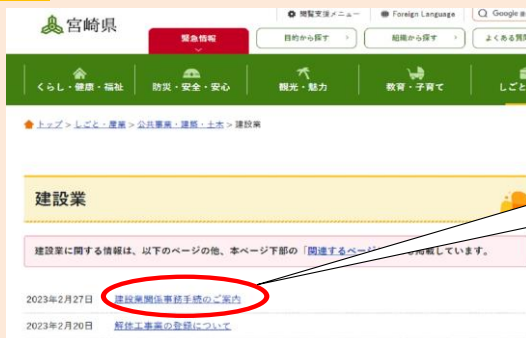 閲覧支援メニュー
Foreign Language
Google
宮崎県
緊急情報
目的から探す
組織から探す
よくある質問
くらし・健康・福祉
防災・安全・安心
観光・魅力
教育・子育て
しごと
トップ > しごと・産業 > 公共事業・建築・土木 > 建設業
建設業
建設業に関する情報は、以下のページの他、本ページ下部の「関連するページ 掲載しています。
2023年2月27日 建設業関係事務手続のご案内
2023年2月20日 解体工事業の登録について